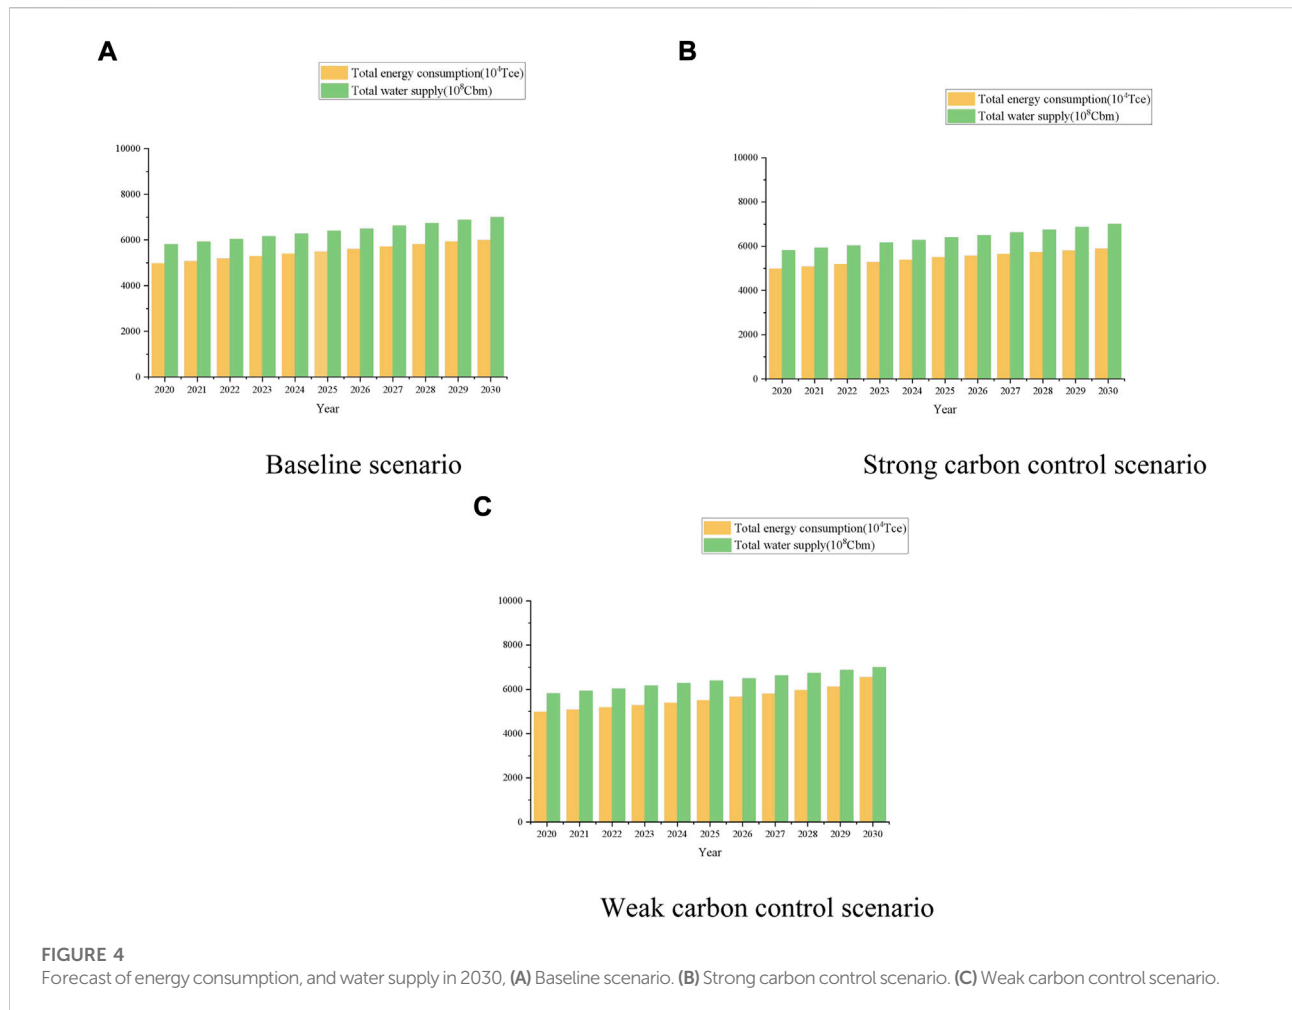 A
Total energy consumption(10⁴Tce)
Total water supply(10⁸Cbm)
10000
8000
6000
4000
2000
0
2020 2021 2022 2023 2024 2025 2026 2027 2028 2029 2030
Year
Baseline scenario
B
Total energy consumption(10⁴Tce)
Total water supply(10⁸Cbm)
10000
8000
6000
4000
2000
0
2020 2021 2022 2023 2024 2025 2026 2027 2028 2029 2030
Year
Strong carbon control scenario
C
Total energy consumption(10⁴Tce)
Total water supply(10⁸Cbm)
10000
8000
6000
4000
2000
0
2020 2021 2022 2023 2024 2025 2026 2027 2028 2029 2030
Year
Weak carbon control scenario
FIGURE 4
Forecast of energy consumption, and water supply in 2030, (A) Baseline scenario. (B) Strong carbon control scenario. (C) Weak carbon control scenario.